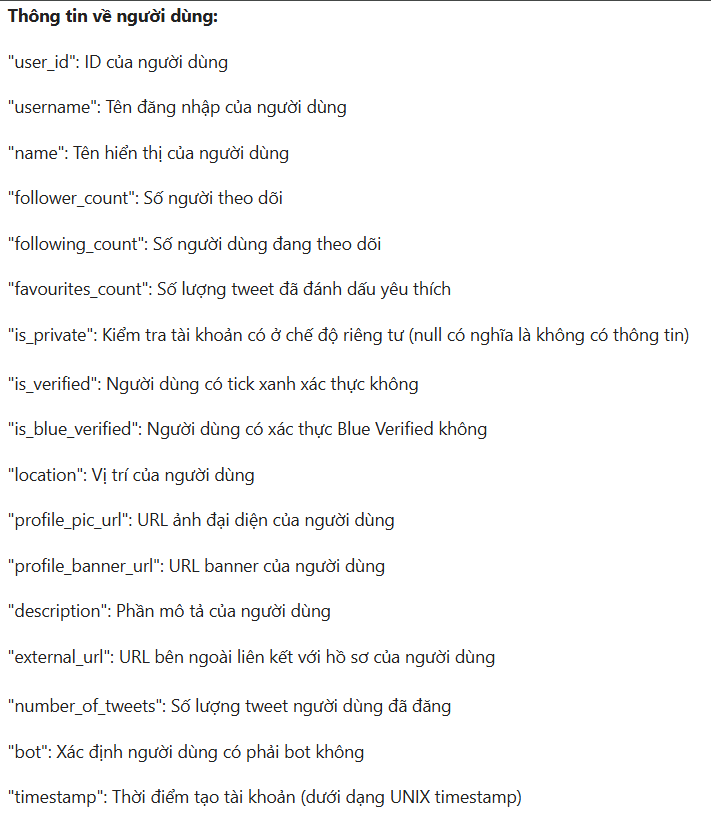 Thông tin về người dùng:
"user_id": ID của người dùng
"username": Tên đăng nhập của người dùng
"name": Tên hiển thị của người dùng
"follower_count": Số người theo dõi
"following_count": Số người dùng đang theo dõi
"favourites_count": Số lượng tweet đã đánh dấu yêu thích
"is_private": Kiểm tra tài khoản có ở chế độ riêng tư (null có nghĩa là không có thông tin)
"is_verified": Người dùng có tick xanh xác thực không
"is_blue_verified": Người dùng có xác thực Blue Verified không
"location": Vị trí của người dùng
"profile_pic_url": URL ảnh đại diện của người dùng
"profile_banner_url": URL banner của người dùng
"description": Phần mô tả của người dùng
"external_url": URL bên ngoài liên kết với hồ sơ của người dùng
"number_of_tweets": Số lượng tweet người dùng đã đăng
"bot": Xác định người dùng có phải bot không
"timestamp": Thời điểm tạo tài khoản (dưới dạng UNIX timestamp)